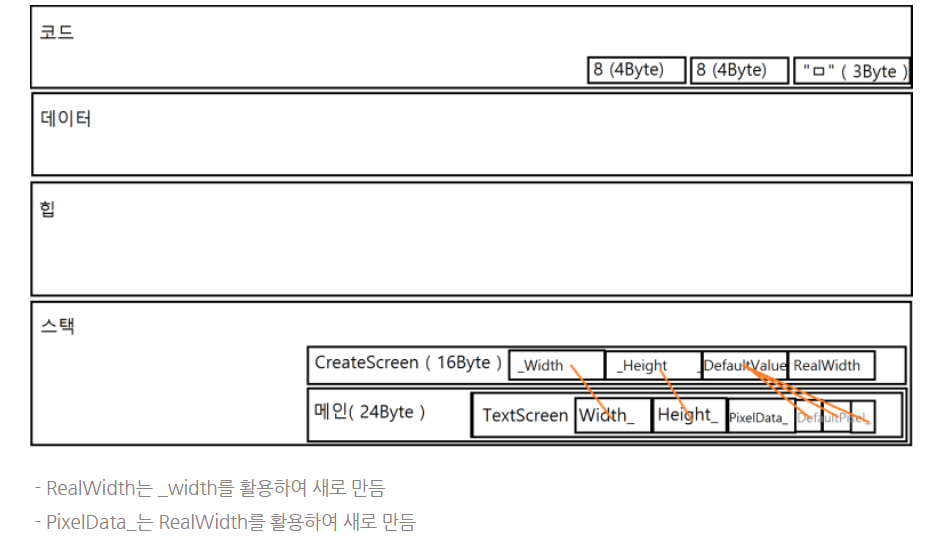 코드
8 (4Byte) 8 (4Byte) "ㅁ" ( 3Byte )
데이터
힙
스택
CreateScreen ( 16Byte ) _Width _Height _DefaultValue RealWidth
메인( 24Byte ) TextScreen Width_ Height_ PixelData_ DefaultPixel_
- RealWidth는 _width를 활용하여 새로 만듬
- PixelData_는 RealWidth를 활용하여 새로 만듬